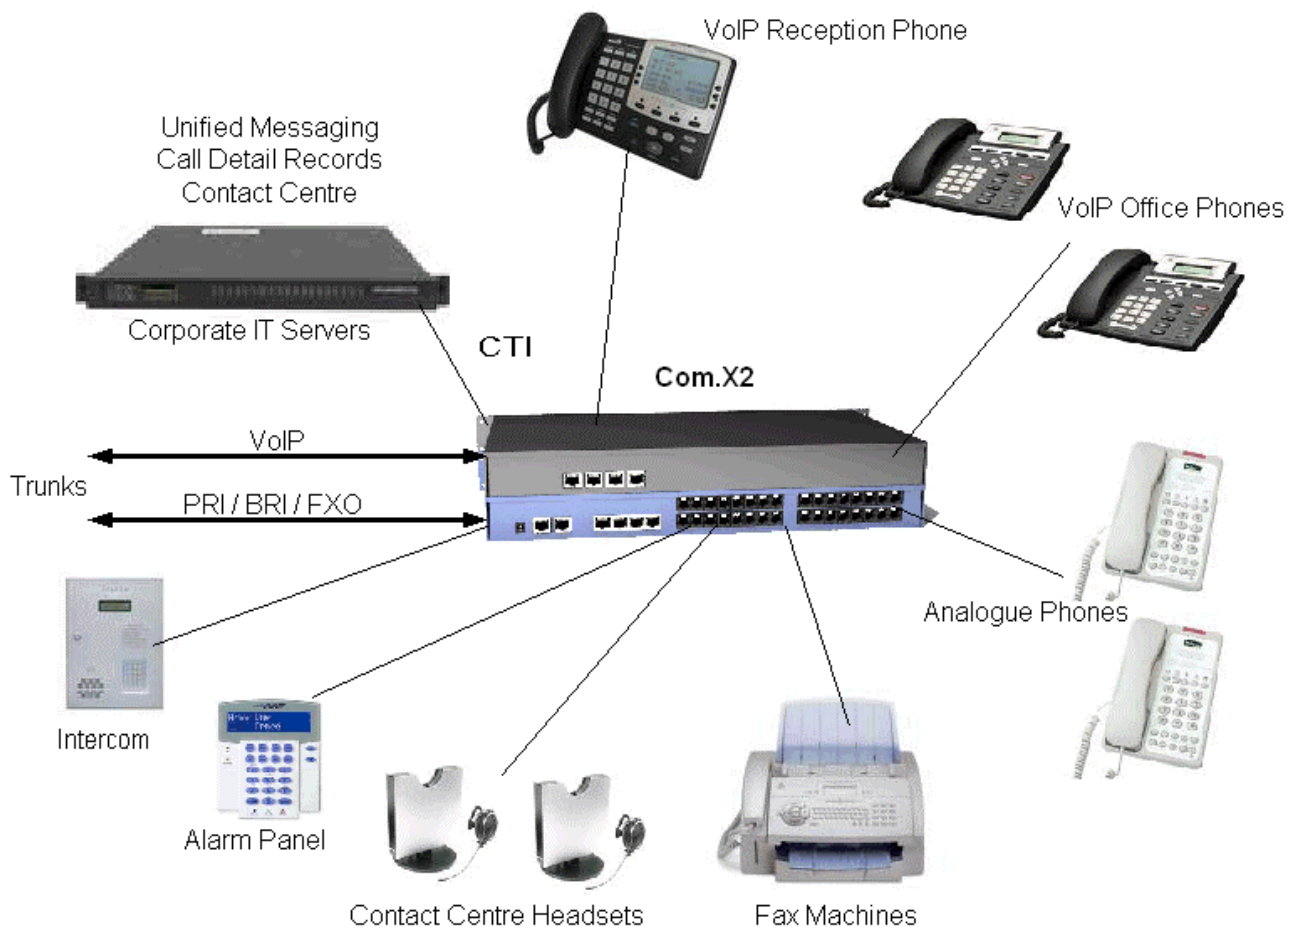 VoIP Reception Phone
Unified Messaging
Call Detail Records
Contact Centre
VoIP Office Phones
Corporate IT Servers
CTI
Com.X2
VoIP
Trunks
PRI / BRI / FXO
Analogue Phones
Intercom
Alarm Panel
Contact Centre Headsets
Fax Machines